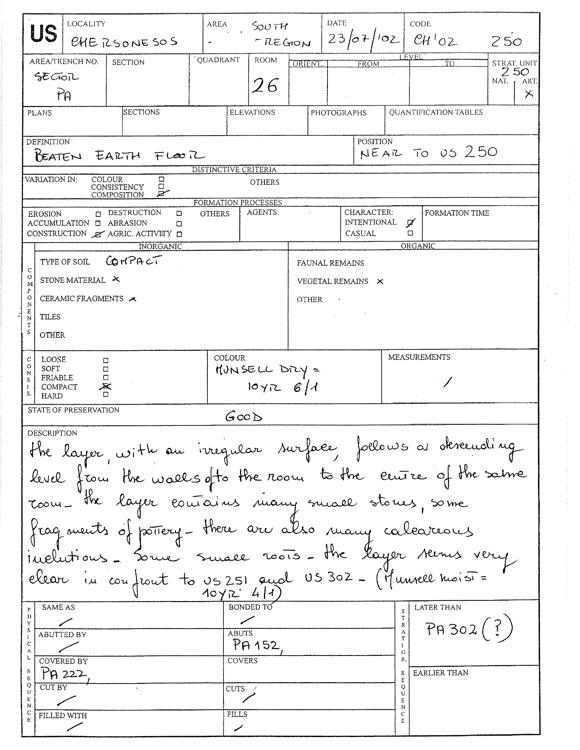 US LOCALITY AREA SOUTH DATE CODE
CHERSONESOS - REGION 23/07/'02 CH'02 250
AREA/TRENCH NO. SECTION QUADRANT ROOM LEVEL STRAT. UNIT
ORIENT. FROM TO 250
SECTOR 26 NAT. ART.
PA X
PLANS SECTIONS ELEVATIONS PHOTOGRAPHS QUANTIFICATION TABLES
DEFINITION POSITION
BEATEN EARTH FLOOR NEAR TO US 250
DISTINCTIVE CRITERIA
VARIATION IN: COLOUR □ OTHERS
CONSISTENCY □
COMPOSITION ☑
FORMATION PROCESSES
EROSION □ DESTRUCTION □ OTHERS AGENTS: CHARACTER: FORMATION TIME
ACCUMULATION □ ABRASION □ INTENTIONAL ☑
CONSTRUCTION ☑ AGRIC. ACTIVITY □ CASUAL □
COMPONENTS
INORGANIC ORGANIC
TYPE OF SOIL COMPACT FAUNAL REMAINS
STONE MATERIAL X VEGETAL REMAINS X
CERAMIC FRAGMENTS X OTHER
TILES
OTHER
CONSIS.
LOOSE □ COLOUR MEASUREMENTS
SOFT □ MUNSELL DRY =
FRIABLE □ 10YR 6/1 /
COMPACT ☒
HARD □
STATE OF PRESERVATION
GOOD
DESCRIPTION
the layer, with an irregular surface, follows a descending
level from the walls of to the room to the centre of the same
room - the layer contains many small stones, some
fragments of pottery - there are also many calcareous
inclutions - Some small roots - the layer seems very
clear in confront to US251 and US 302 - (Munsell moist =
10YR 4/1)
PHYSICAL SEQUENCE
SAME AS / BONDED TO /
ABUTTED BY / ABUTS PA 152,
COVERED BY PA 222, COVERS
CUT BY / CUTS /
FILLED WITH / FILLS /
STRATIGR. SEQUENCE
LATER THAN
PA 302 (?)
EARLIER THAN